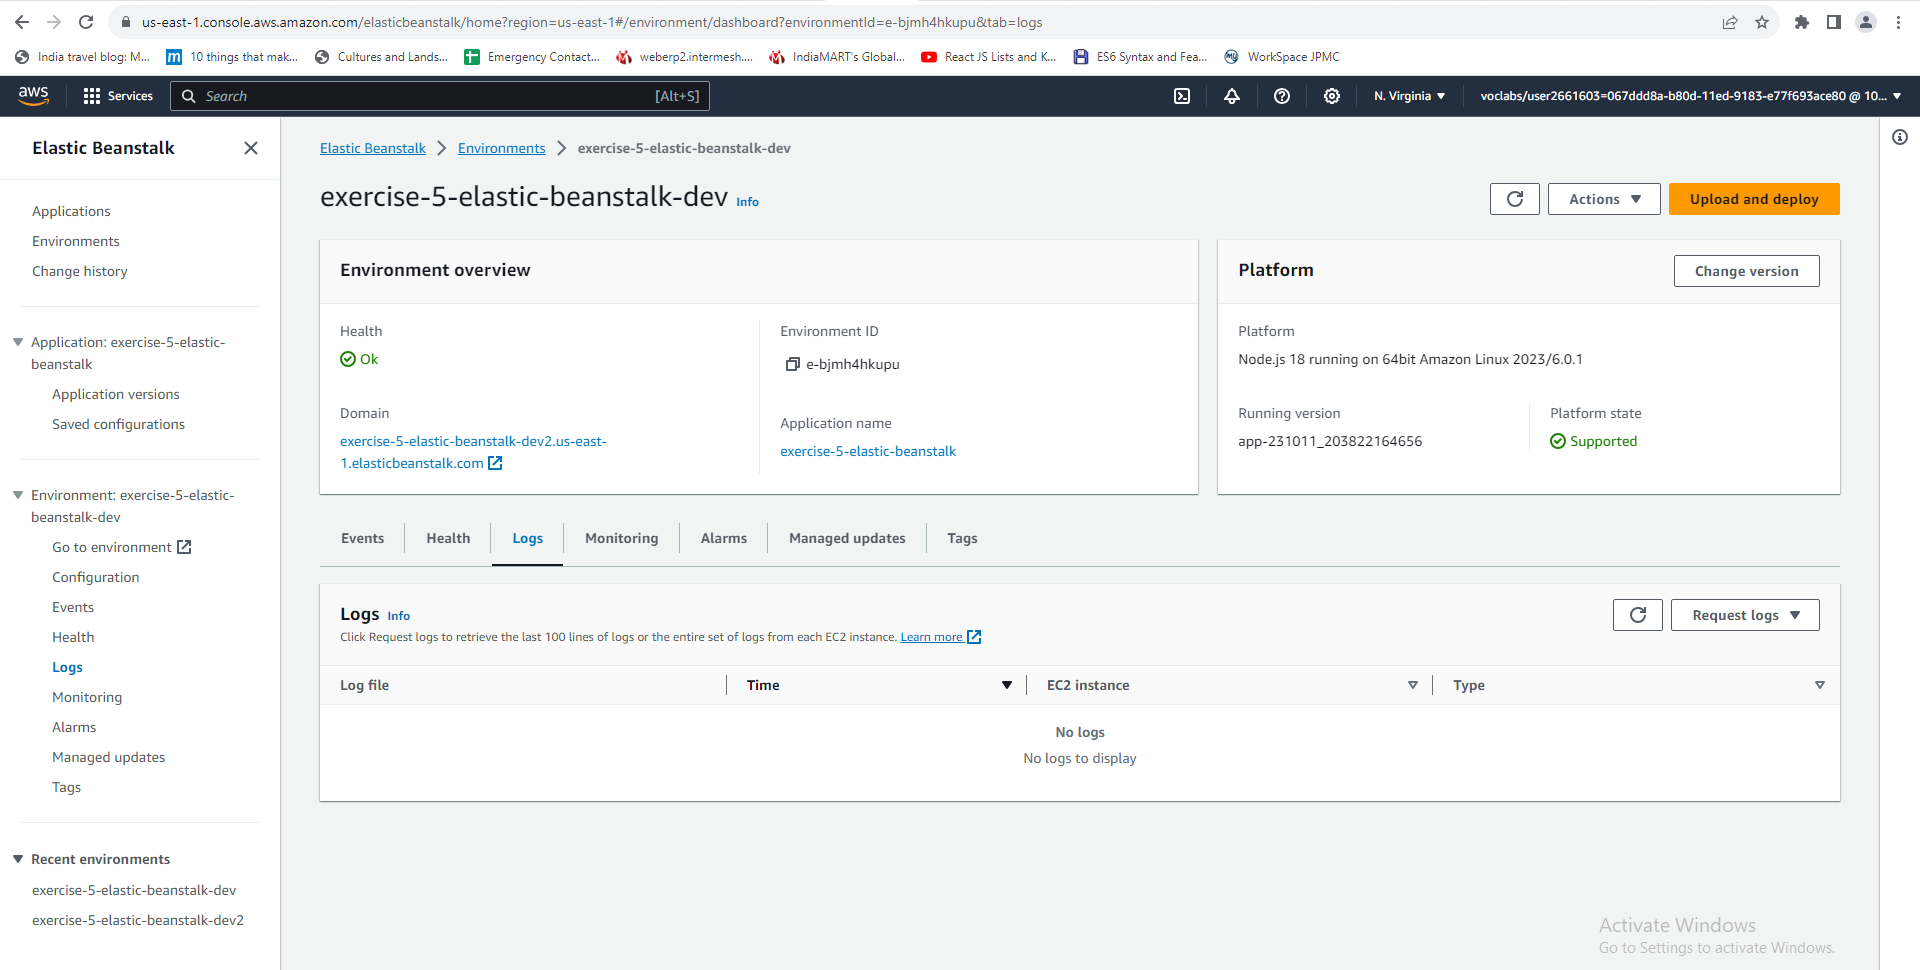 us-east-1.console.aws.amazon.com/elasticbeanstalk/home?region=us-east-1#/environment/dashboard?environmentId=e-bjmh4hkupu&tab=logs
India travel blog: M... 10 things that mak... Cultures and Lands... Emergency Contact... weberp2.intermesh.... IndiaMART's Global... React JS Lists and K... ES6 Syntax and Fea... WorkSpace JPMC
aws Services Search [Alt+S] N. Virginia voclabs/user2661603=067ddd8a-b80d-11ed-9183-e77f693ace80 @ 10...
Elastic Beanstalk
Applications
Environments
Change history
Application: exercise-5-elastic-
beanstalk
Application versions
Saved configurations
Environment: exercise-5-elastic-
beanstalk-dev
Go to environment
Configuration
Events
Health
Logs
Monitoring
Alarms
Managed updates
Tags
Recent environments
exercise-5-elastic-beanstalk-dev
exercise-5-elastic-beanstalk-dev2
Elastic Beanstalk Environments exercise-5-elastic-beanstalk-dev
exercise-5-elastic-beanstalk-dev Info
Actions Upload and deploy
Environment overview
Health
Ok
Domain
exercise-5-elastic-beanstalk-dev2.us-east-
1.elasticbeanstalk.com
Environment ID
e-bjmh4hkupu
Application name
exercise-5-elastic-beanstalk
Platform Change version
Platform
Node.js 18 running on 64bit Amazon Linux 2023/6.0.1
Running version
app-231011_203822164656
Platform state
Supported
Events Health Logs Monitoring Alarms Managed updates Tags
Logs Info
Click Request logs to retrieve the last 100 lines of logs or the entire set of logs from each EC2 instance. Learn more
Request logs
Log file Time EC2 instance Type
No logs
No logs to display
Activate Windows
Go to Settings to activate Windows.